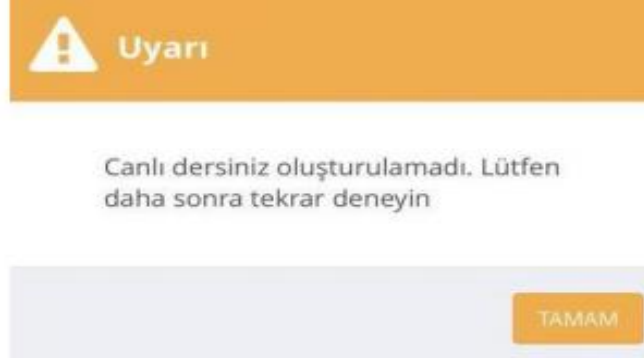 Uyarı
Canlı dersiniz oluşturulamadı. Lütfen
daha sonra tekrar deneyin
TAMAM